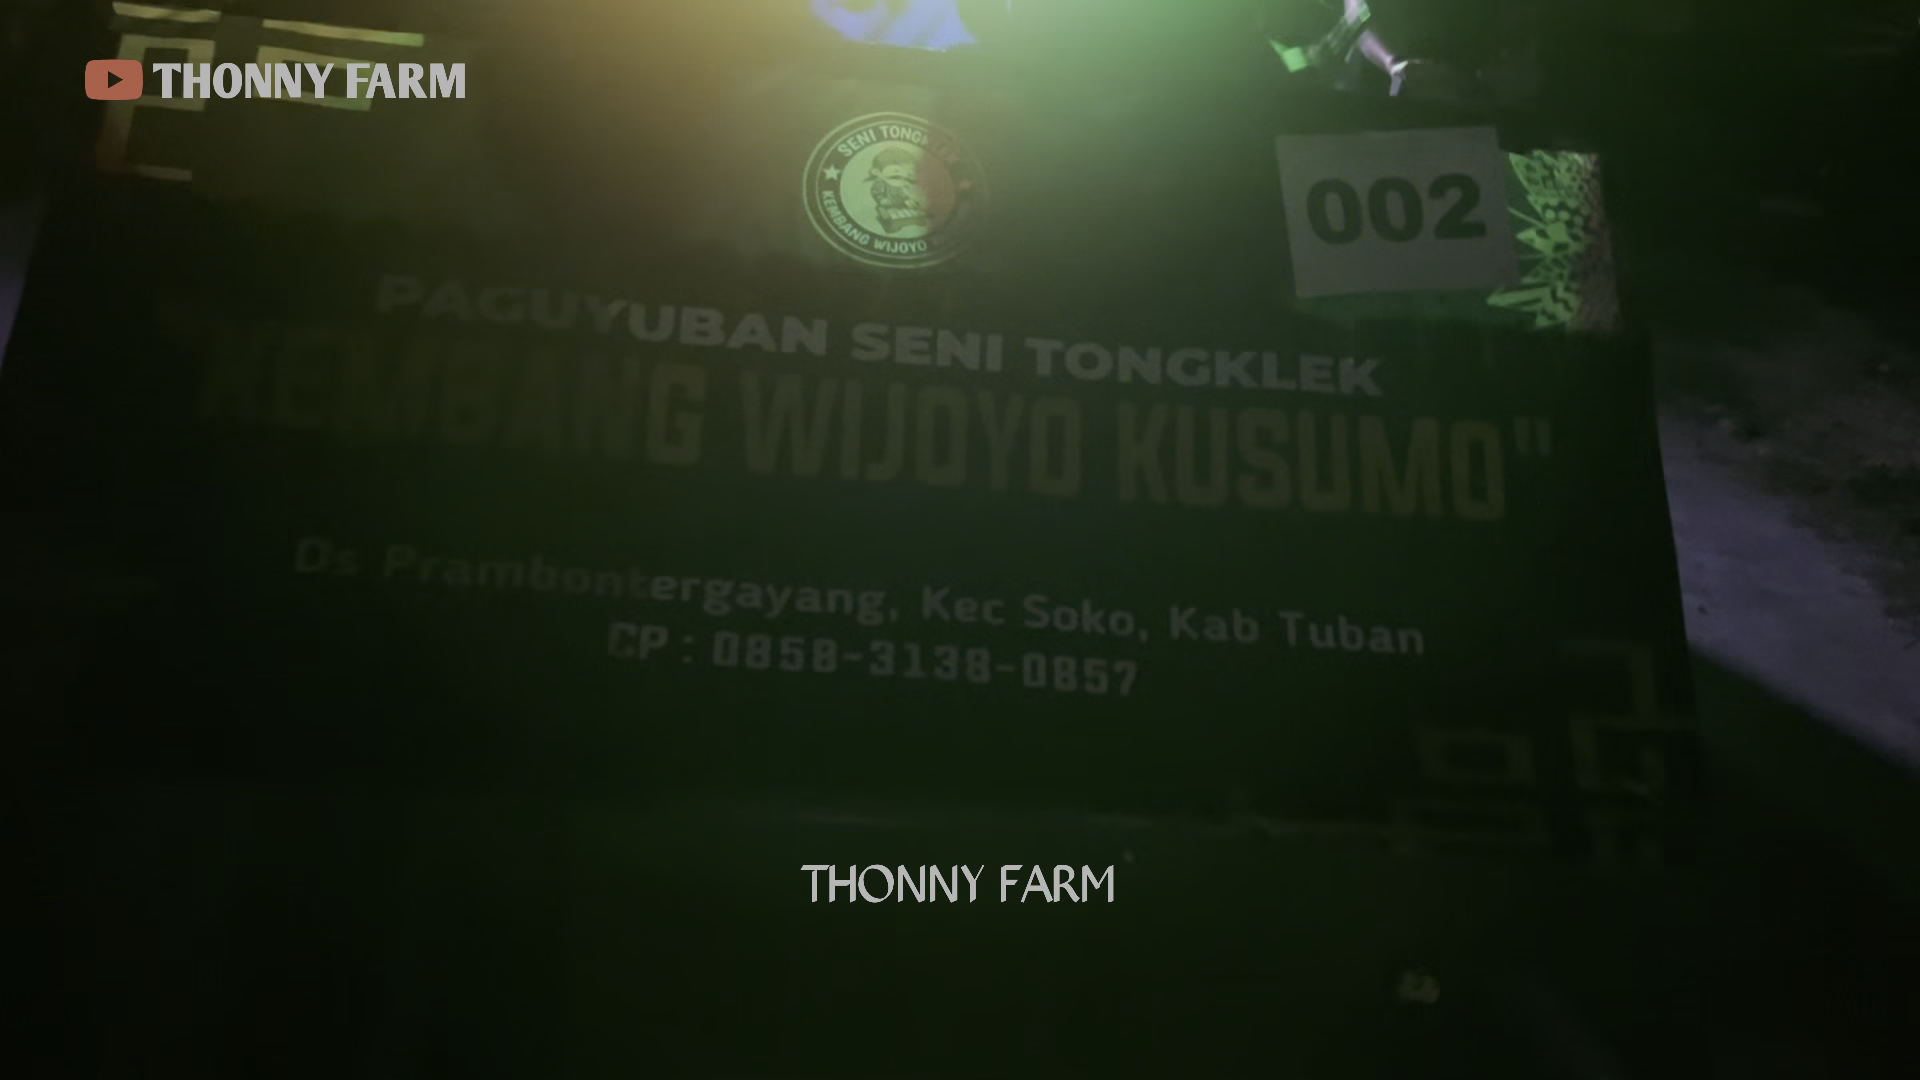 THONNY FARM
SENI TONGKLEK
KEMBANG WIJOYO
002
PAGUYUBAN SENI TONGKLEK
"KEMBANG WIJOYO KUSUMO"
Ds Prambontergayang, Kec Soko, Kab Tuban
CP : 0858-3138-0857
THONNY FARM